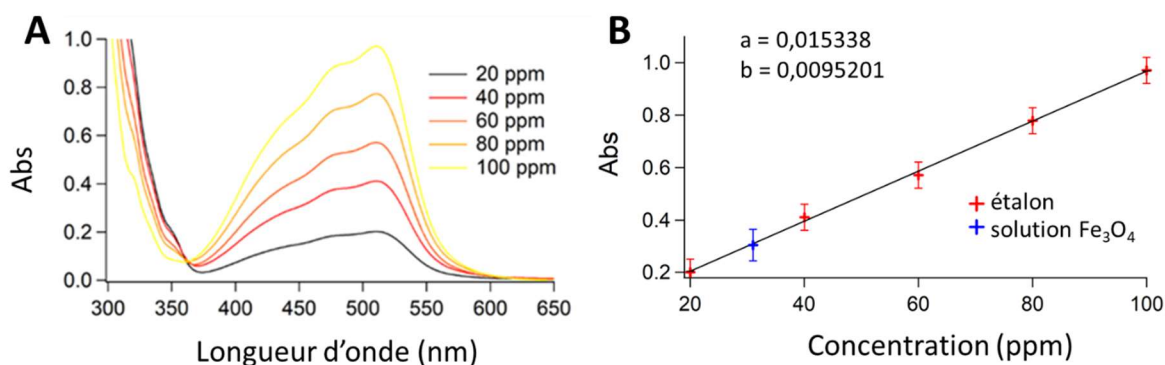 A
Abs
1.0
0.8
0.6
0.4
0.2
0.0
20 ppm
40 ppm
60 ppm
80 ppm
100 ppm
300 350 400 450 500 550 600 650
Longueur d’onde (nm)
B
a = 0,015338
b = 0,0095201
Abs
1.0
0.8
0.6
0.4
0.2
étalon
solution Fe₃O₄
20 40 60 80 100
Concentration (ppm)